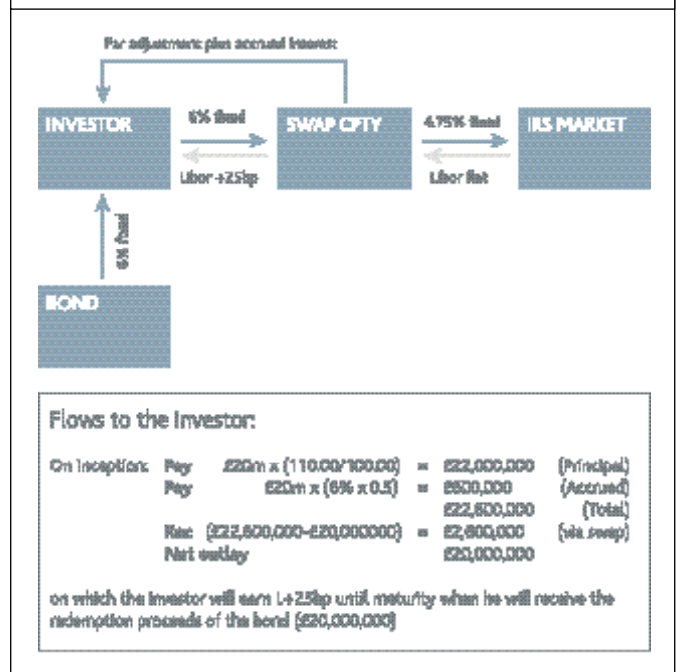 Par adjustment plus accrued interest
INVESTOR
6% fixed
SWAP CPTY
4.75% fixed
IRS MARKET
Libor +25bp
Libor flat
6% fixed
BOND
Flows to the Investor:
On Inception: Pay £20m x (110.00/100.00) = £22,000,000 (Principal)
Pay £20m x (6% x 0.5) = £600,000 (Accrued)
£22,600,000 (Total)
Rec (£22,600,000-£20,000000) = £2,600,000 (via swap)
Net outlay £20,000,000
on which the investor will earn L+25bp until maturity when he will receive the
redemption proceeds of the bond (£20,000,000)